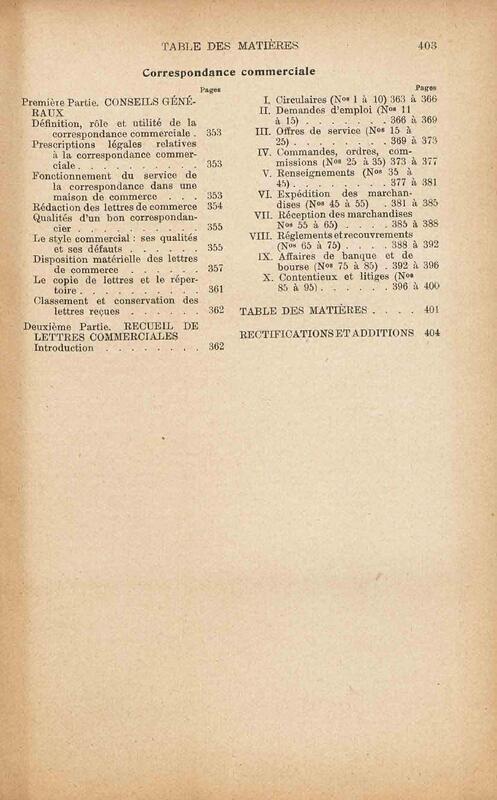 TABLE DES MATIÈRES 403
Correspondance commerciale
Pages
Première Partie. CONSEILS GÉNÉ-
RAUX
Définition, rôle et utilité de la
correspondance commerciale . 353
Prescriptions légales relatives
à la correspondance commer-
ciale . . . . . . . . . . 353
Fonctionnement du service de
la correspondance dans une
maison de commerce . . . 353
Rédaction des lettres de commerce 354
Qualités d'un bon correspondan-
cier . . . . . . . . . . 355
Le style commercial : ses qualités
et ses défauts . . . . . . 355
Disposition matérielle des lettres
de commerce . . . . . . 357
Le copie de lettres et le réper-
toire . . . . . . . . . . 361
Classement et conservation des
lettres reçues . . . . . . 362
Deuxième Partie. RECUEIL DE
LETTRES COMMERCIALES
Introduction . . . . . . . . 362
Pages
I. Circulaires (Nos 1 à 10) 363 à 366
II. Demandes d'emploi (Nos 11
à 15) . . . . . . . 366 à 369
III. Offres de service (Nos 15 à
25) . . . . . . . . 369 à 373
IV. Commandes, ordres, com-
missions (Nos 25 à 35) 373 à 377
V. Renseignements (Nos 35 à
45) . . . . . . . . 377 à 381
VI. Expédition des marchan-
dises (Nos 45 à 55) . . 381 à 385
VII. Réception des marchandises
Nos 55 à 65) . . . . . 385 à 388
VIII. Réglements et recouvrements
(Nos 65 à 75) . . . . 388 à 392
IX. Affaires de banque et de
bourse (Nos 75 à 85) . 392 à 396
X. Contentieux et litiges (Nos
85 à 95) . . . . . . . 396 à 400
TABLE DES MATIÈRES . . . . 401
RECTIFICATIONS ET ADDITIONS 404